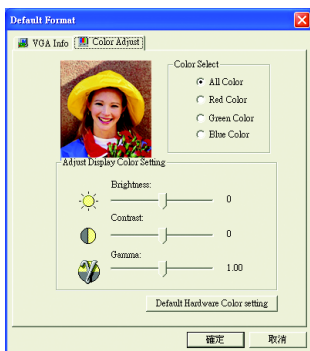 Default Format
VGA Info
Color Adjust
Color Select
All Color
Red Color
Green Color
Blue Color
Adjust Display Color Setting
Brightness:
0
Contrast:
0
Gamma:
1.00
Default Hardware Color setting
確定
取消